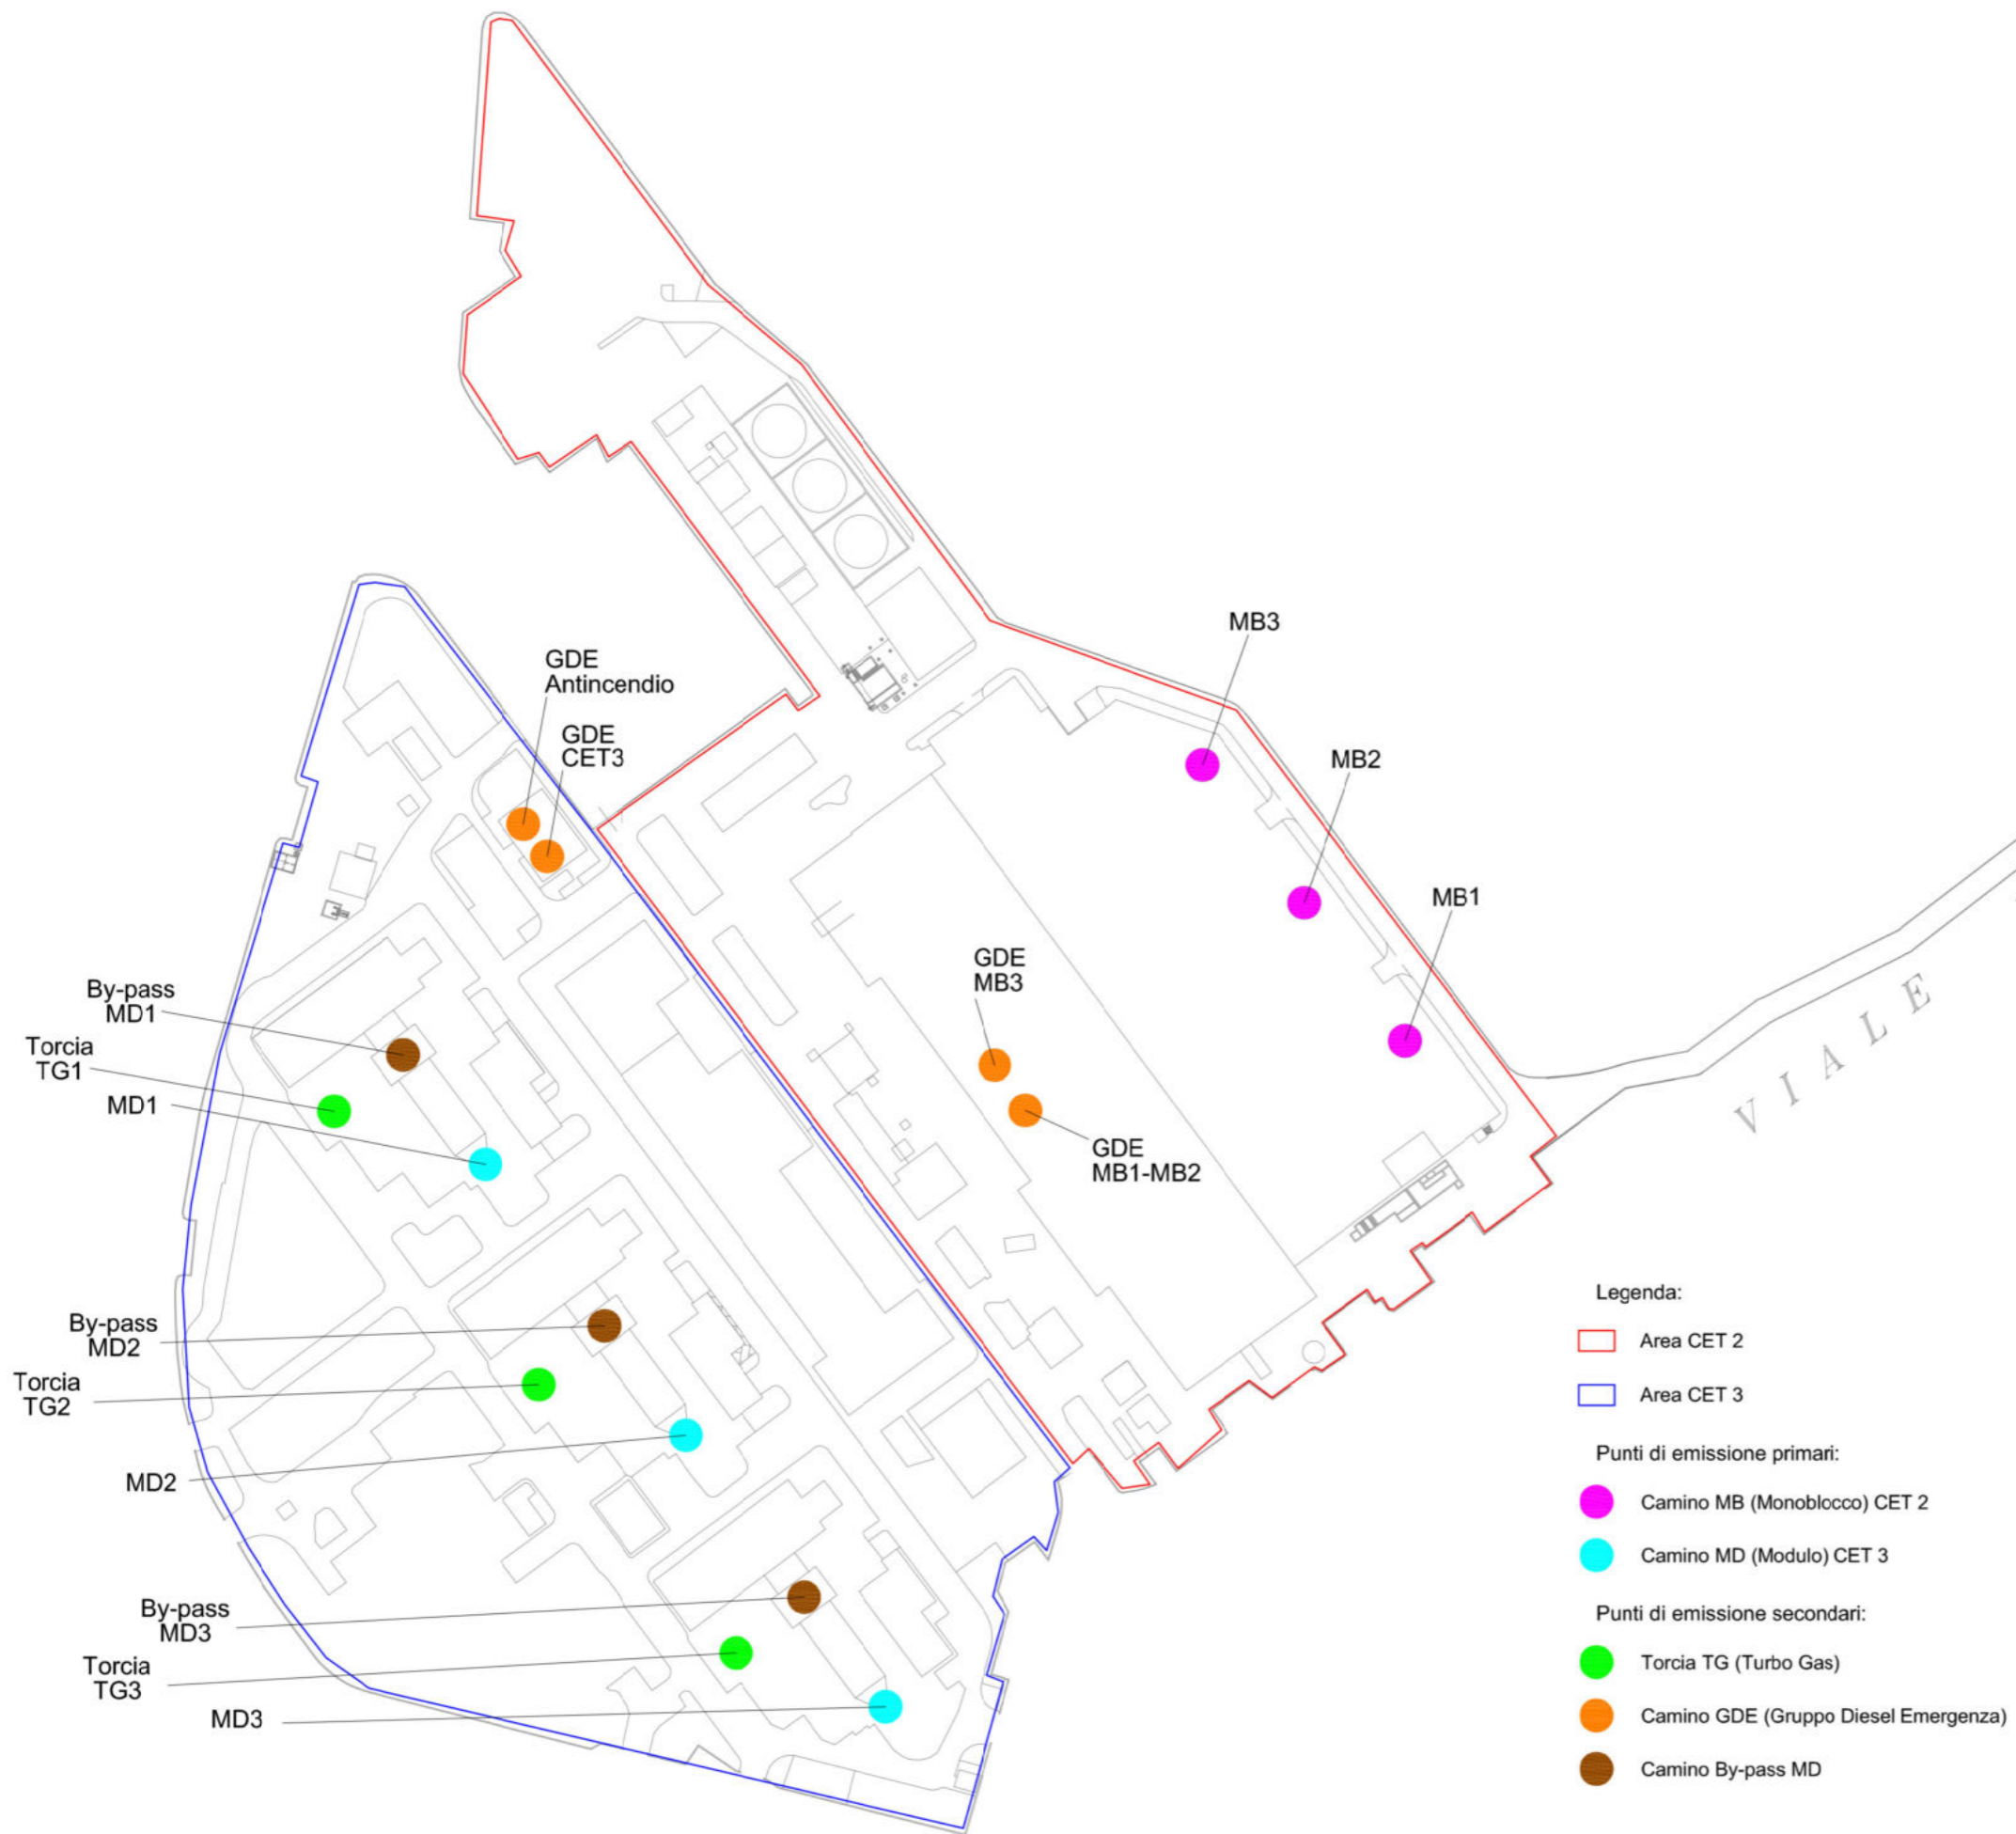 MB3
GDE
Antincendio
GDE
CET3
MB2
MB1
GDE
MB3
By-pass
MD1
Torcia
TG1
MD1
GDE
MB1-MB2
VIALE
By-pass
MD2
Torcia
TG2
MD2
By-pass
MD3
Torcia
TG3
MD3
Legenda:
Area CET 2
Area CET 3
Punti di emissione primari:
Camino MB (Monoblocco) CET 2
Camino MD (Modulo) CET 3
Punti di emissione secondari:
Torcia TG (Turbo Gas)
Camino GDE (Gruppo Diesel Emergenza)
Camino By-pass MD